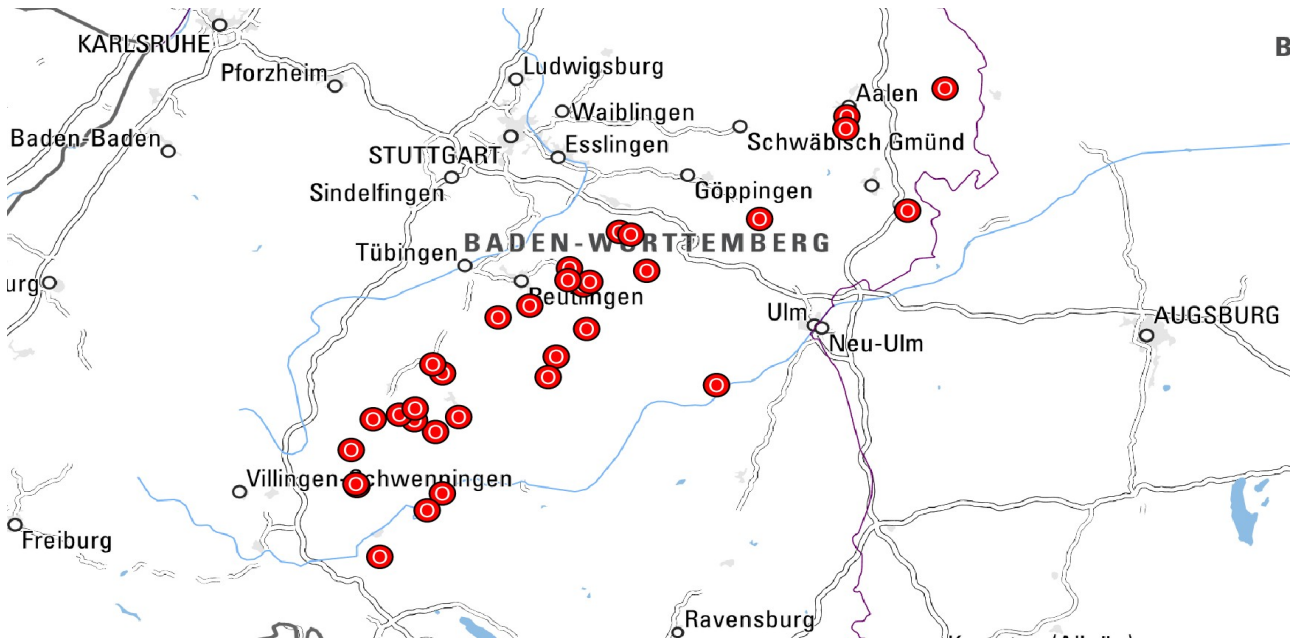 KARLSRUHE
Pforzheim
Ludwigsburg
B
Aalen
Waiblingen
Baden-Baden
STUTTGART
Esslingen
Schwäbisch Gmünd
Sindelfingen
Göppingen
Tübingen
BADEN-WÜRTTEMBERG
urg
Reutlingen
Ulm
Neu-Ulm
AUGSBURG
Villingen-Schwenningen
Freiburg
Ravensburg